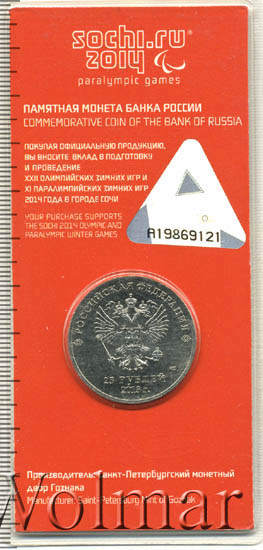 sochi.ru
2014
paralympic games
ПАМЯТНАЯ МОНЕТА БАНКА РОССИИ
COMMEMORATIVE COIN OF THE BANK OF RUSSIA
ПОКУПАЯ ОФИЦИАЛЬНУЮ ПРОДУКЦИЮ,
ВЫ ВНОСИТЕ ВКЛАД В ПОДГОТОВКУ
И ПРОВЕДЕНИЕ
XXII ОЛИМПИЙСКИХ ЗИМНИХ ИГР И
XI ПАРАЛИМПИЙСКИХ ЗИМНИХ ИГР
2014 ГОДА В ГОРОДЕ СОЧИ
YOUR PURCHASE SUPPORTS
THE SOCHI 2014 OLYMPIC AND
PARALYMPIC WINTER GAMES
A19869121
РОССИЙСКАЯ ФЕДЕРАЦИЯ
25 РУБЛЕЙ
Производитель: Санкт-Петербургский монетный
двор Гознака
Manufacturer: Saint-Petersburg Mint of Goznak
Volmar